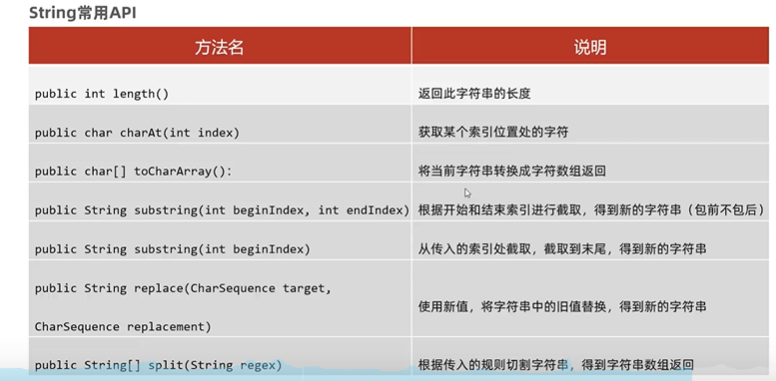 String常用API
方法名
说明
public int length()
返回此字符串的长度
public char charAt(int index)
获取某个索引位置处的字符
public char[] toCharArray():
将当前字符串转换成字符数组返回
public String substring(int beginIndex, int endIndex)
根据开始和结束索引进行截取，得到新的字符串（包前不包后）
public String substring(int beginIndex)
从传入的索引处截取，截取到末尾，得到新的字符串
public String replace(CharSequence target,
CharSequence replacement)
使用新值，将字符串中的旧值替换，得到新的字符串
public String[] split(String regex)
根据传入的规则切割字符串，得到字符串数组返回